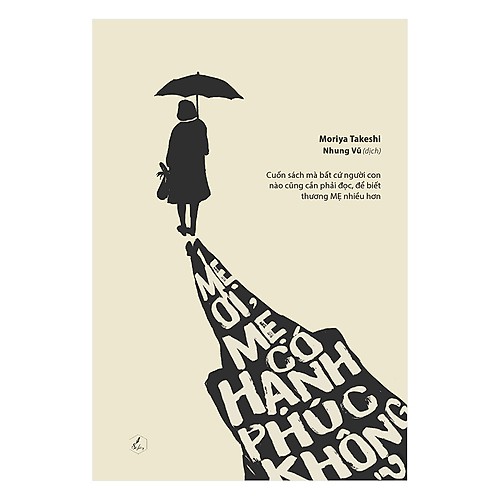 Moriya Takeshi
Nhung Vũ (dịch)
Cuốn sách mà bất cứ người con
nào cũng cần phải đọc, để biết
thương MẸ nhiều hơn
MẸ
ƠI,
MẸ
CÓ
HẠNH
PHÚC
KHÔNG?